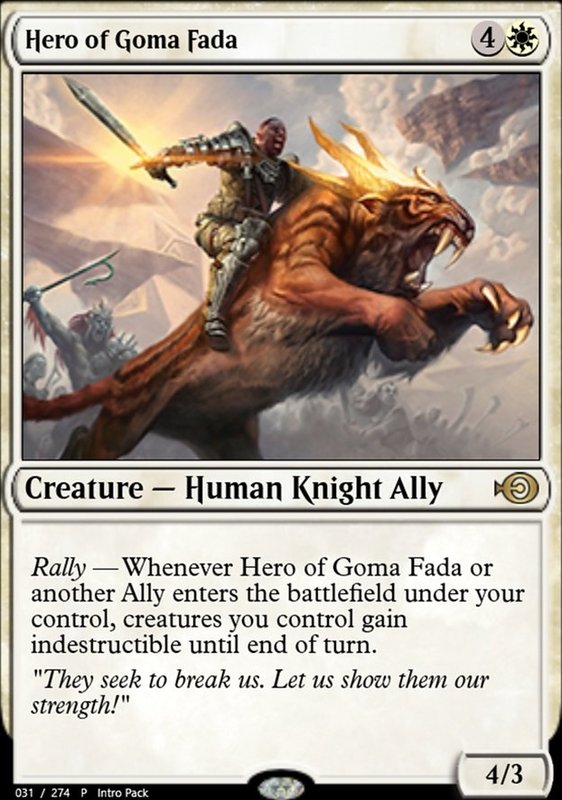 Hero of Goma Fada
4
Creature — Human Knight Ally
Rally — Whenever Hero of Goma Fada or
another Ally enters the battlefield under your
control, creatures you control gain
indestructible until end of turn.
"They seek to break us. Let us show them our
strength!"
4/3
031 / 274 P Intro Pack